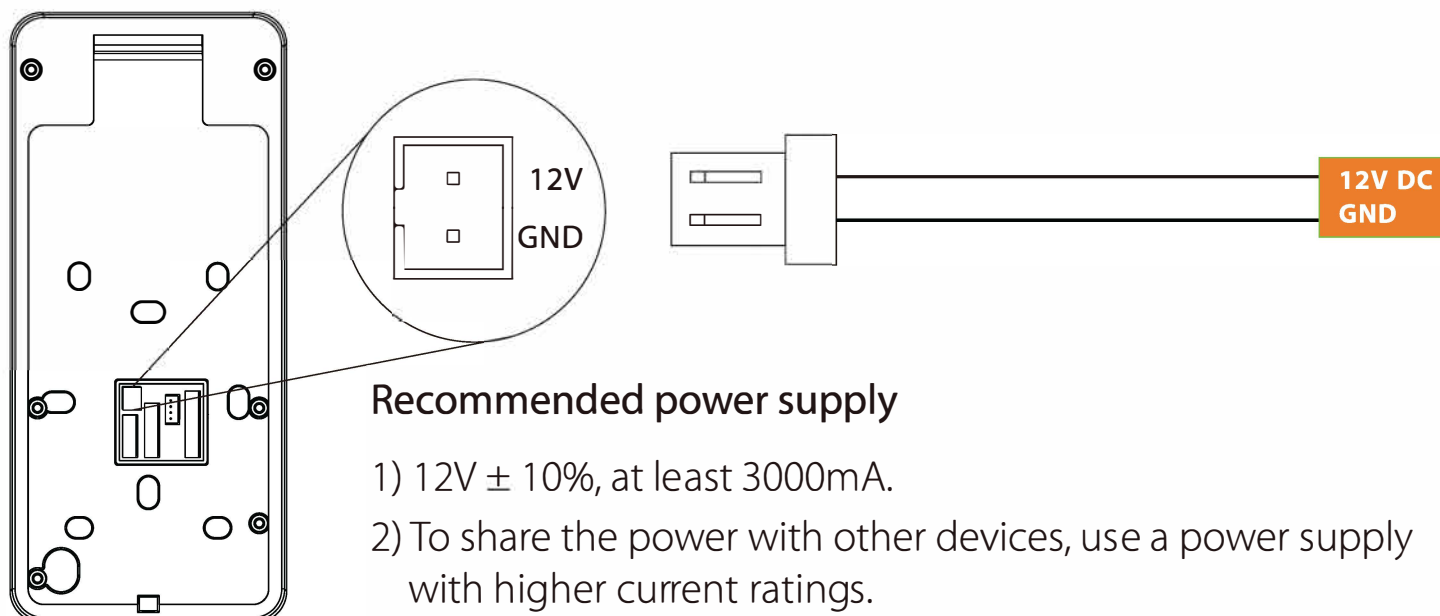 12V
GND
12V DC
GND
Recommended power supply
1) 12V ± 10%, at least 3000mA.
2) To share the power with other devices, use a power supply
with higher current ratings.